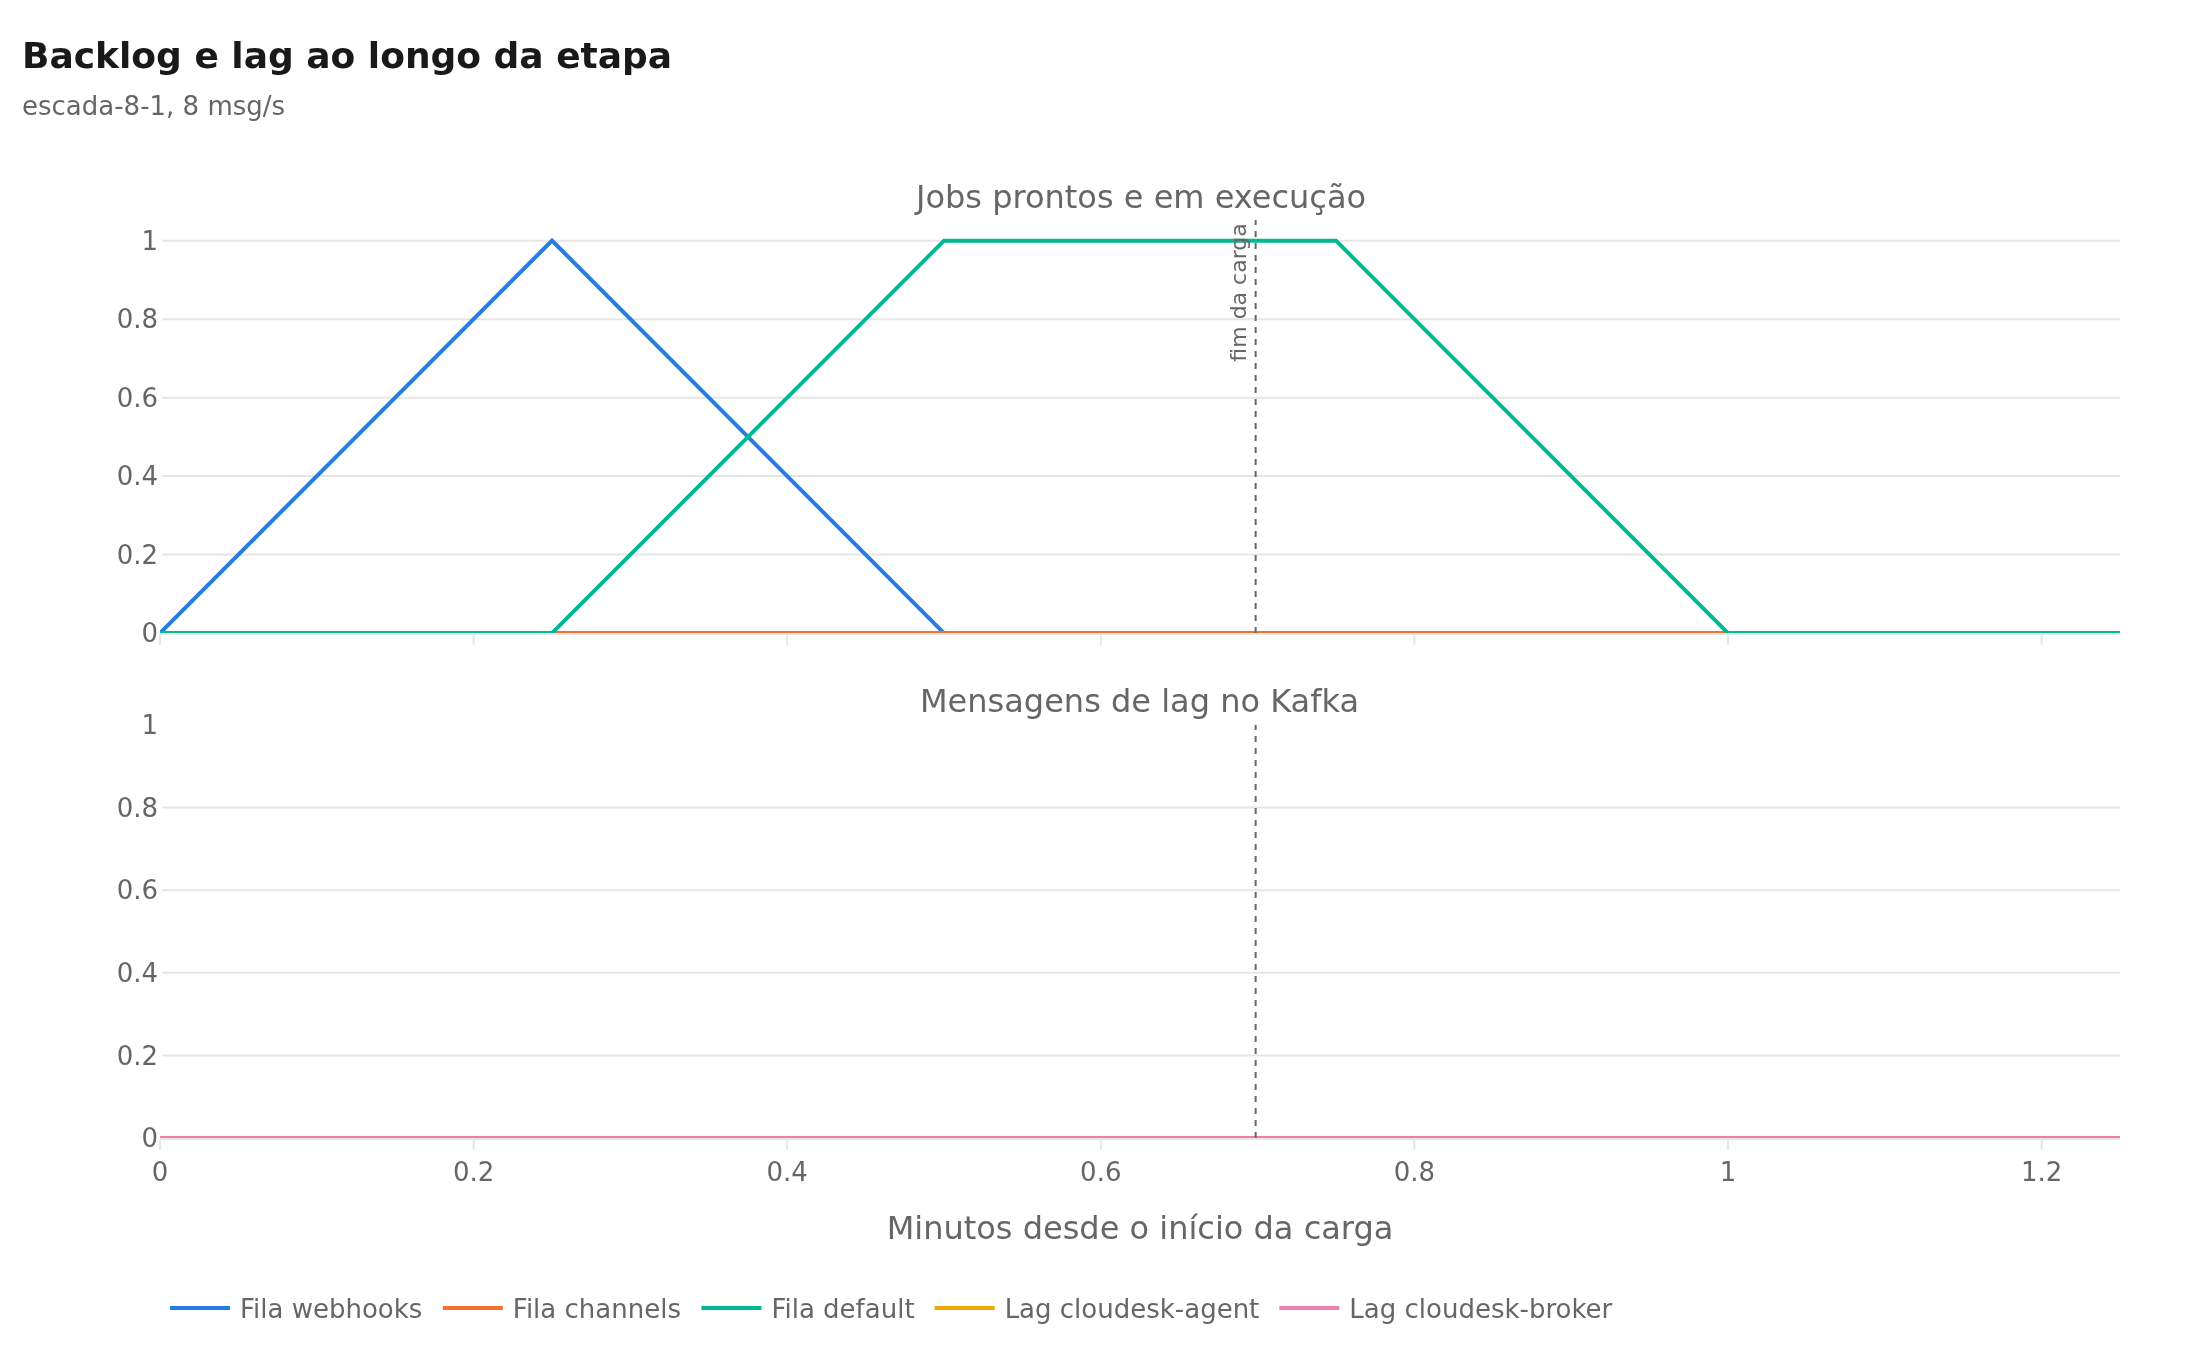 Backlog e lag ao longo da etapa
escada-8-1, 8 msg/s
Jobs prontos e em execução
fim da carga
1
0.8
0.6
0.4
0.2
0
Mensagens de lag no Kafka
1
0.8
0.6
0.4
0.2
0
0 0.2 0.4 0.6 0.8 1 1.2
Minutos desde o início da carga
Fila webhooks Fila channels Fila default Lag cloudesk-agent Lag cloudesk-broker